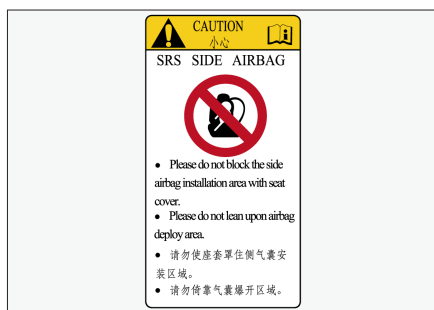 CAUTION
小心
SRS SIDE AIRBAG
● Please do not block the side
airbag installation area with seat
cover.
● Please do not lean upon airbag
deploy area.
● 请勿使座套罩住侧气囊安
装区域。
● 请勿倚靠气囊爆开区域。